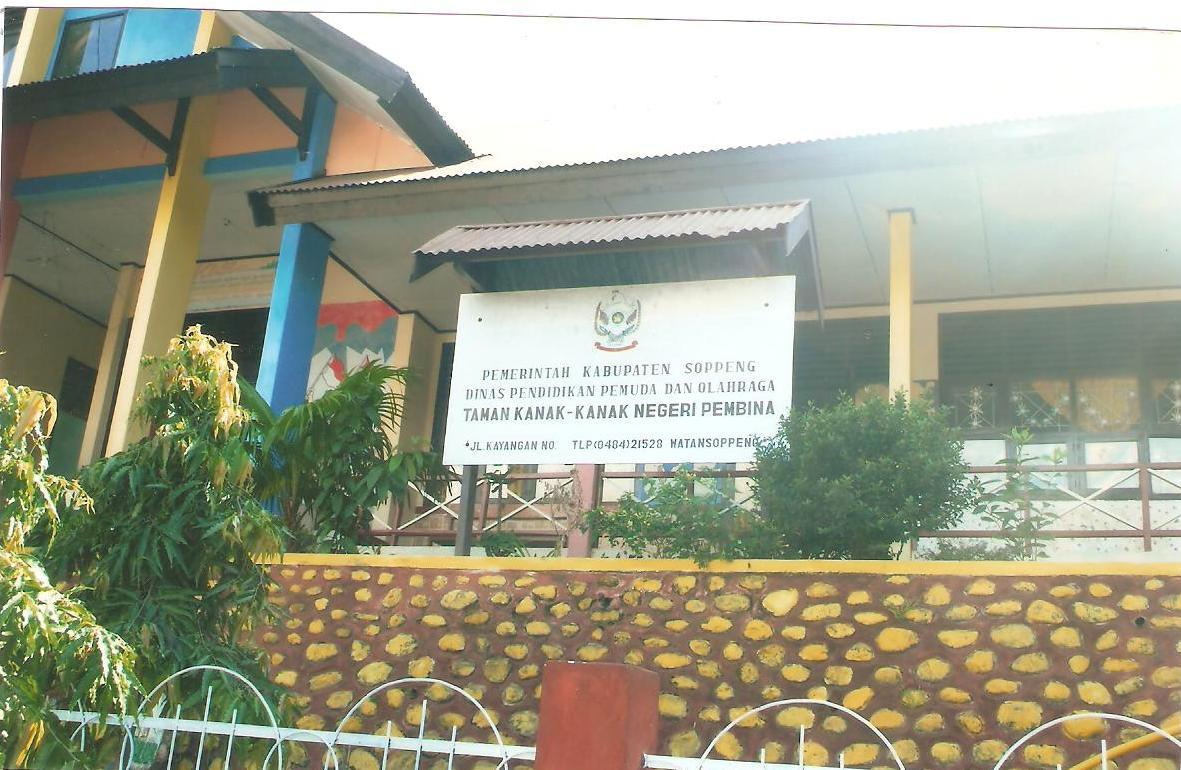 PEMERINTAH KABUPATEN SOPPENG
DINAS PENDIDIKAN PEMUDA DAN OLAHRAGA
TAMAN KANAK-KANAK NEGERI PEMBINA
JL.KAYANGAN NO. TLP(0484)21528 WATANSOPPENG